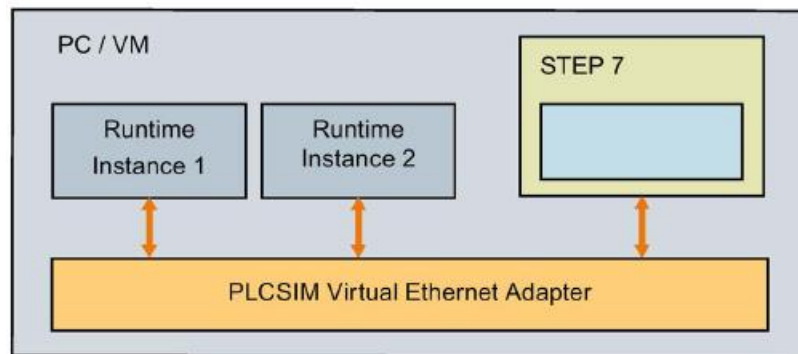 PC / VM
STEP 7
Runtime
Instance 1
Runtime
Instance 2
PLCSIM Virtual Ethernet Adapter